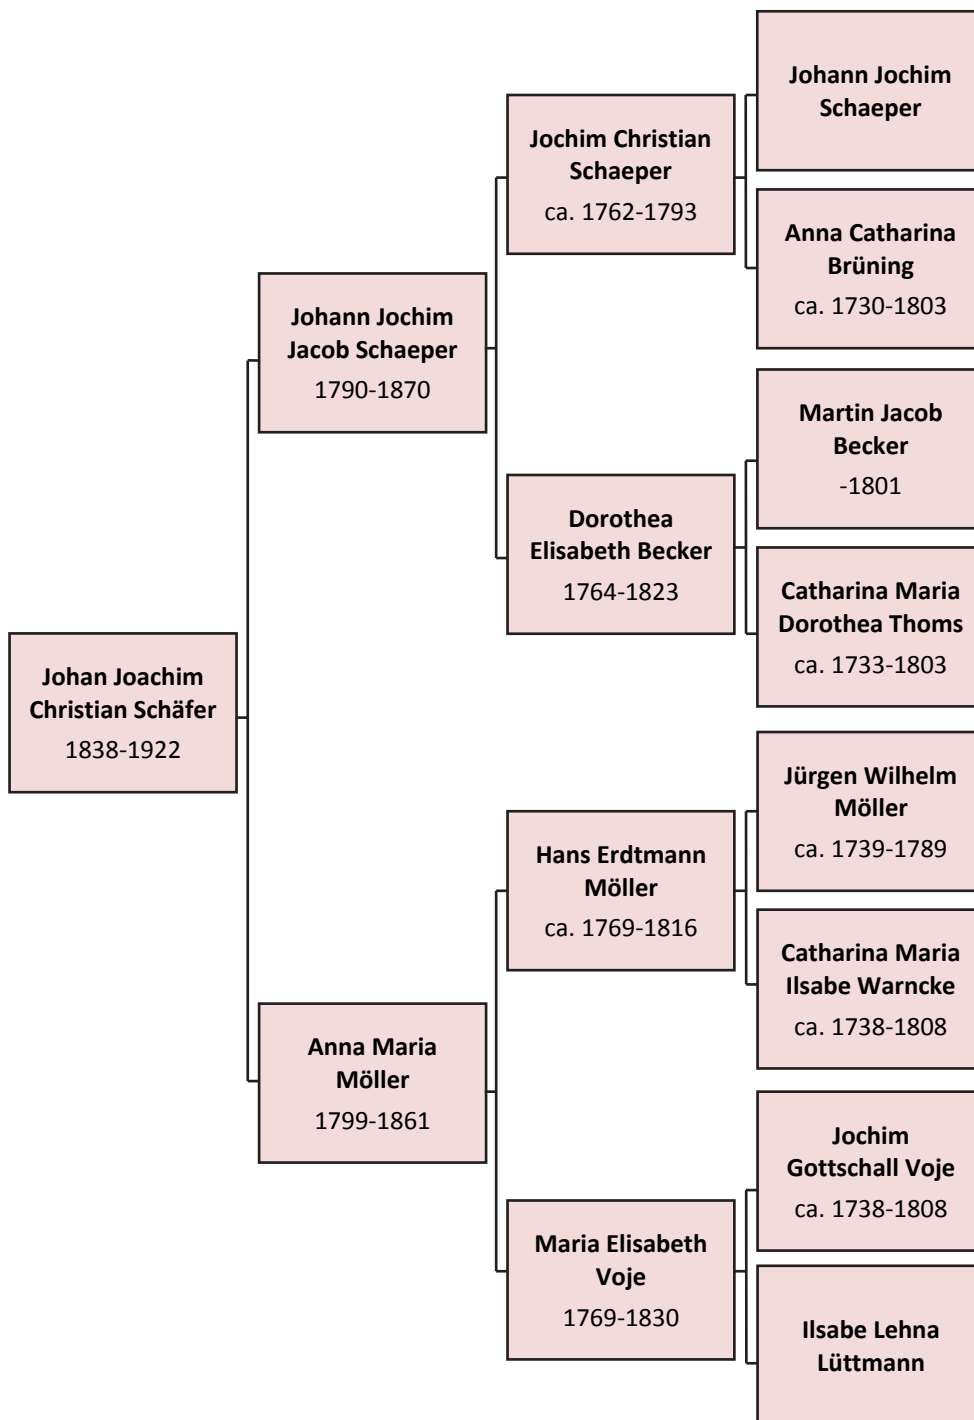 Johan Joachim
Christian Schäfer
1838-1922
Johann Jochim
Jacob Schaeper
1790-1870
Anna Maria
Möller
1799-1861
Jochim Christian
Schaeper
ca. 1762-1793
Dorothea
Elisabeth Becker
1764-1823
Hans Erdtmann
Möller
ca. 1769-1816
Maria Elisabeth
Voje
1769-1830
Johann Jochim
Schaeper
Anna Catharina
Brüning
ca. 1730-1803
Martin Jacob
Becker
-1801
Catharina Maria
Dorothea Thoms
ca. 1733-1803
Jürgen Wilhelm
Möller
ca. 1739-1789
Catharina Maria
Ilsabe Warncke
ca. 1738-1808
Jochim
Gottschall Voje
ca. 1738-1808
Ilsabe Lehna
Lüttmann